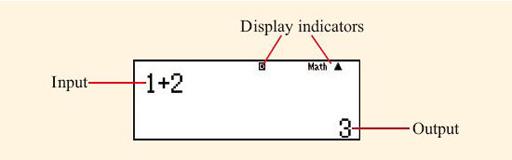 Display indicators
D Math ▲
Input 1+2
3 Output